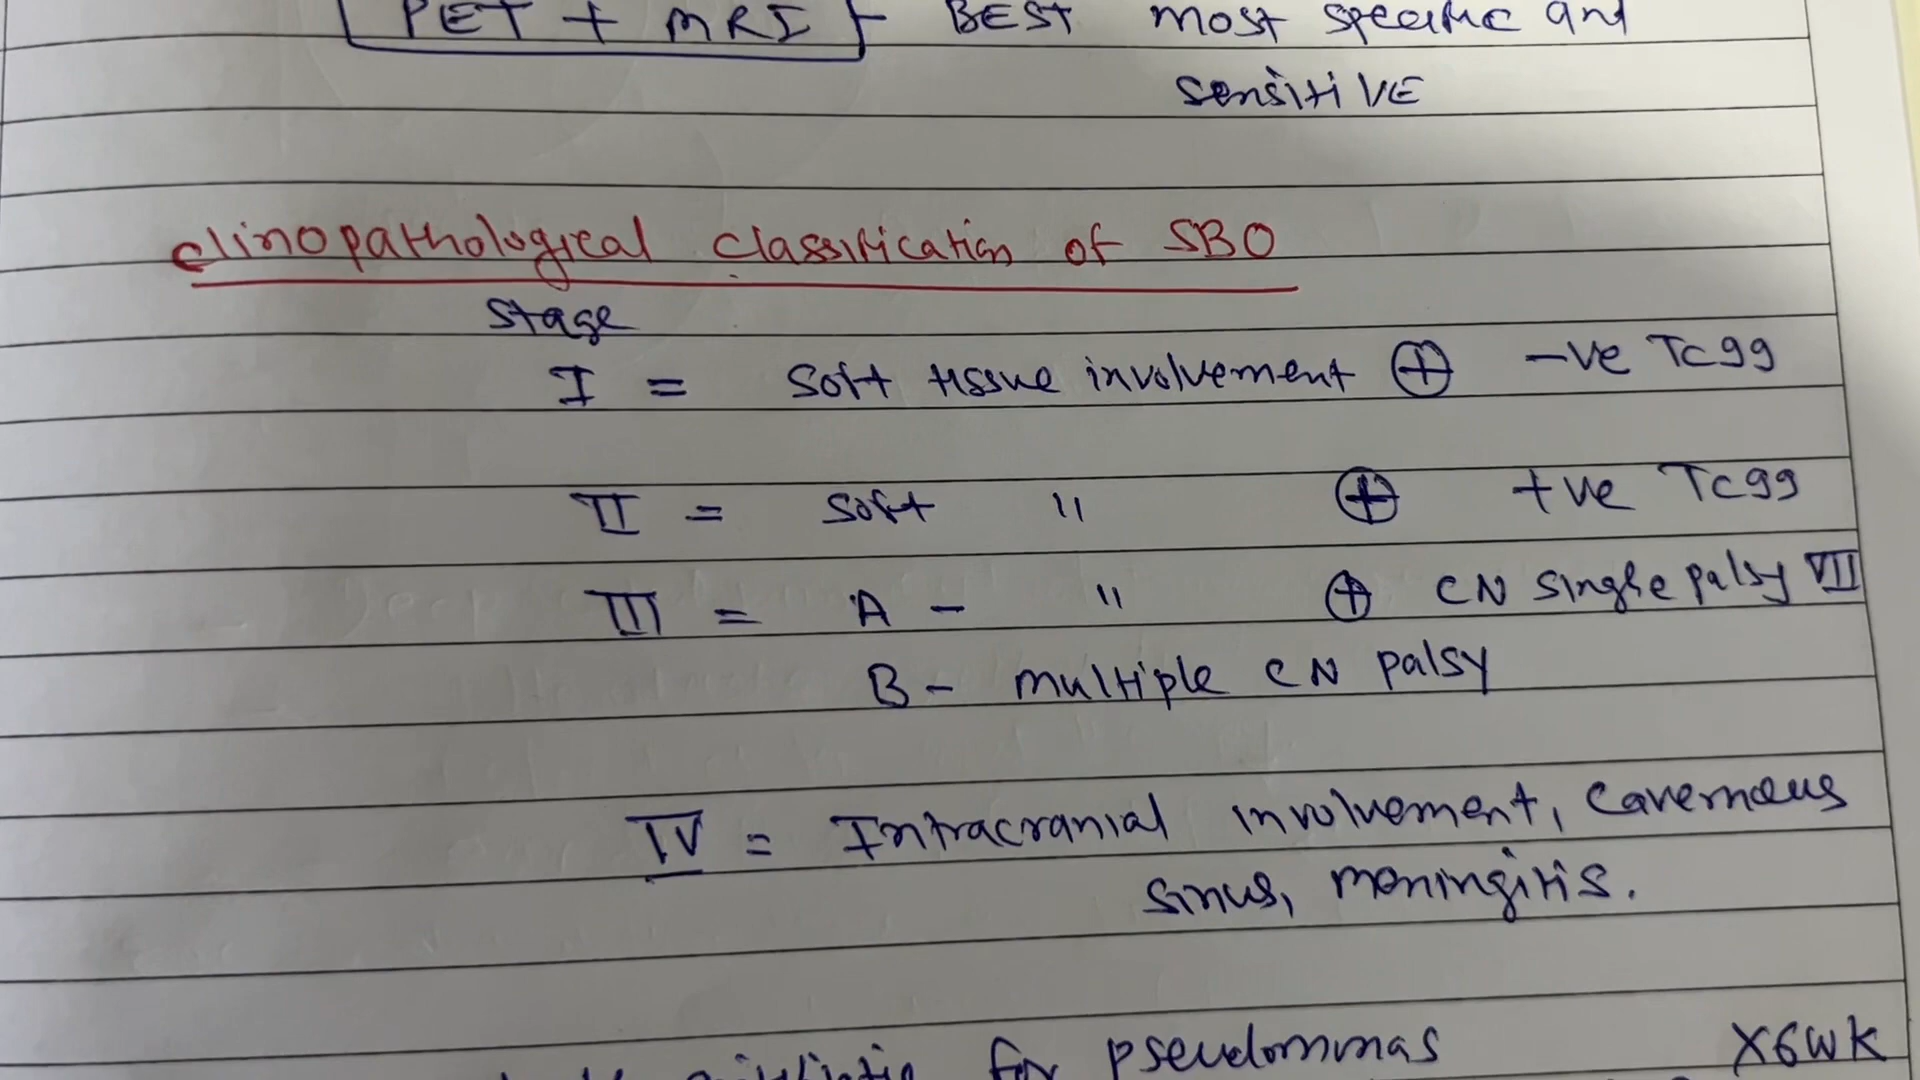 PET + MRI - BEST most specific and
sensitiVE
clinopathological classification of SBO
Stage
I = Soft tissue involvement ⊕ -ve Tc99
II = Soft " ⊕ +ve Tc99
III = A - " ⊕ CN single palsy VII
B - multiple CN palsy
IV = Intracranial involvement, Cavernous
sinus, meningitis.
for pseudommas X6WK